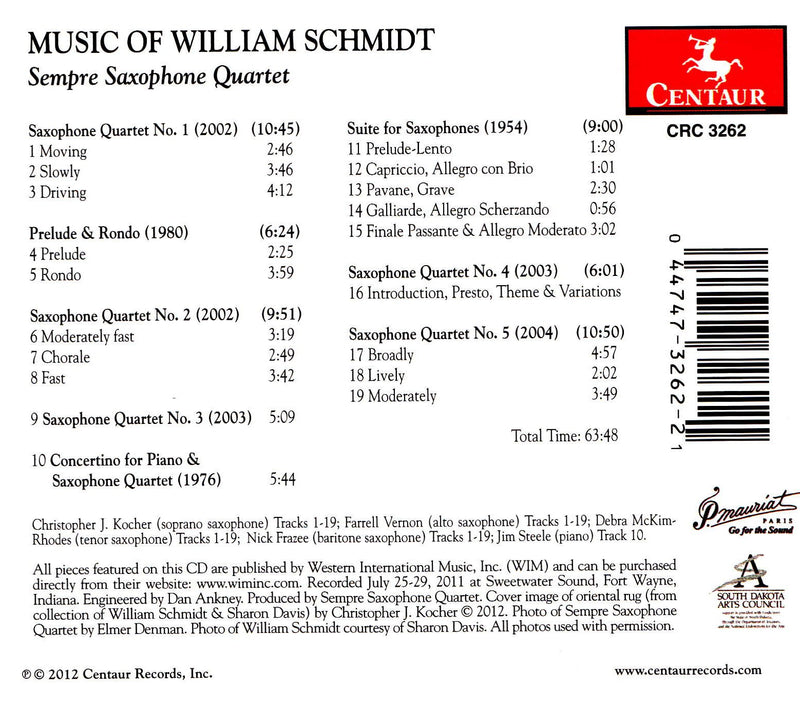 MUSIC OF WILLIAM SCHMIDT
Sempre Saxophone Quartet
CENTAUR
CRC 3262
Saxophone Quartet No. 1 (2002) (10:45)
1 Moving 2:46
2 Slowly 3:46
3 Driving 4:12
Prelude & Rondo (1980) (6:24)
4 Prelude 2:25
5 Rondo 3:59
Saxophone Quartet No. 2 (2002) (9:51)
6 Moderately fast 3:19
7 Chorale 2:49
8 Fast 3:42
9 Saxophone Quartet No. 3 (2003) 5:09
10 Concertino for Piano &
Saxophone Quartet (1976) 5:44
Suite for Saxophones (1954) (9:00)
11 Prelude-Lento 1:28
12 Capriccio, Allegro con Brio 1:01
13 Pavane, Grave 2:30
14 Galliarde, Allegro Scherzando 0:56
15 Finale Passante & Allegro Moderato 3:02
Saxophone Quartet No. 4 (2003) (6:01)
16 Introduction, Presto, Theme & Variations
Saxophone Quartet No. 5 (2004) (10:50)
17 Broadly 4:57
18 Lively 2:02
19 Moderately 3:49
Total Time: 63:48
0 44747-3262-2 1
Christopher J. Kocher (soprano saxophone) Tracks 1-19; Farrell Vernon (alto saxophone) Tracks 1-19; Debra McKim-
Rhodes (tenor saxophone) Tracks 1-19; Nick Frazee (baritone saxophone) Tracks 1-19; Jim Steele (piano) Track 10.
All pieces featured on this CD are published by Western International Music, Inc. (WIM) and can be purchased
directly from their website: www.wiminc.com. Recorded July 25-29, 2011 at Sweetwater Sound, Fort Wayne,
Indiana. Engineered by Dan Ankney. Produced by Sempre Saxophone Quartet. Cover image of oriental rug (from
collection of William Schmidt & Sharon Davis) by Christopher J. Kocher © 2012. Photo of Sempre Saxophone
Quartet by Elmer Denman. Photo of William Schmidt courtesy of Sharon Davis. All photos used with permission.
P. mauriat
PARIS
Go for the Sound
SOUTH DAKOTA
ARTS COUNCIL
℗ © 2012 Centaur Records, Inc.
www.centaurrecords.com